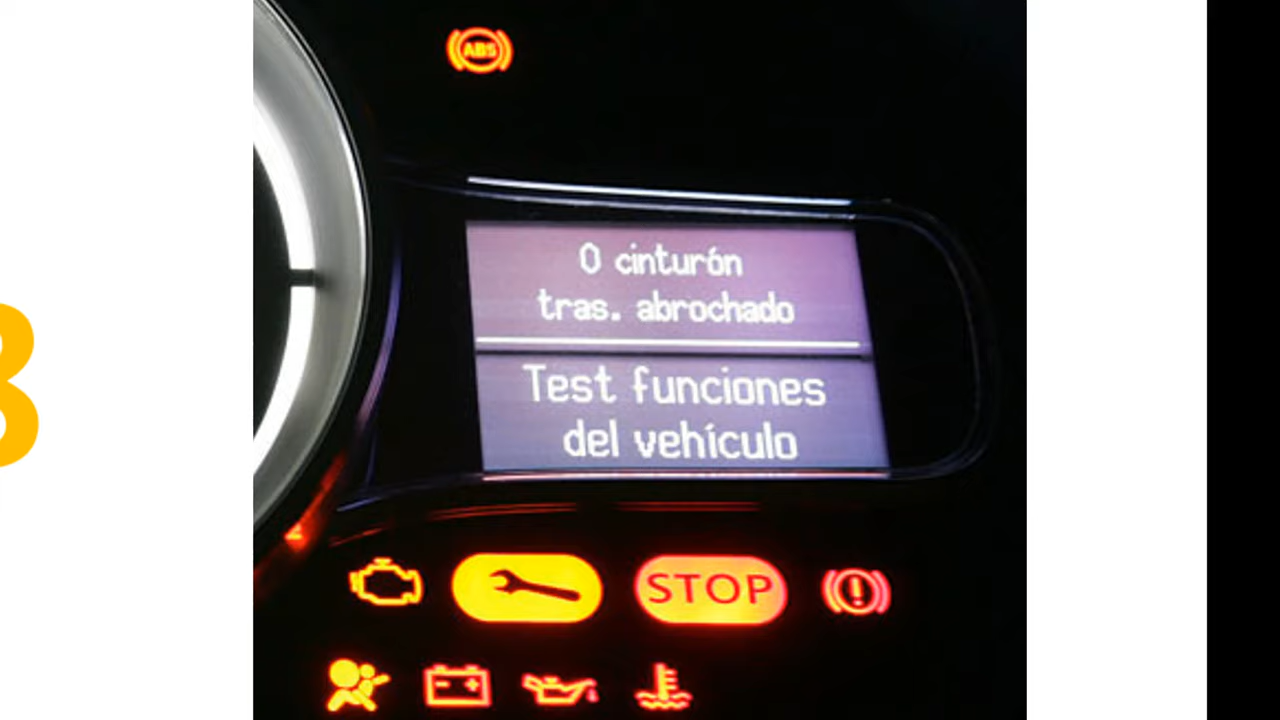 ABS
0 cinturón
tras. abrochado
Test funciones
del vehículo
STOP